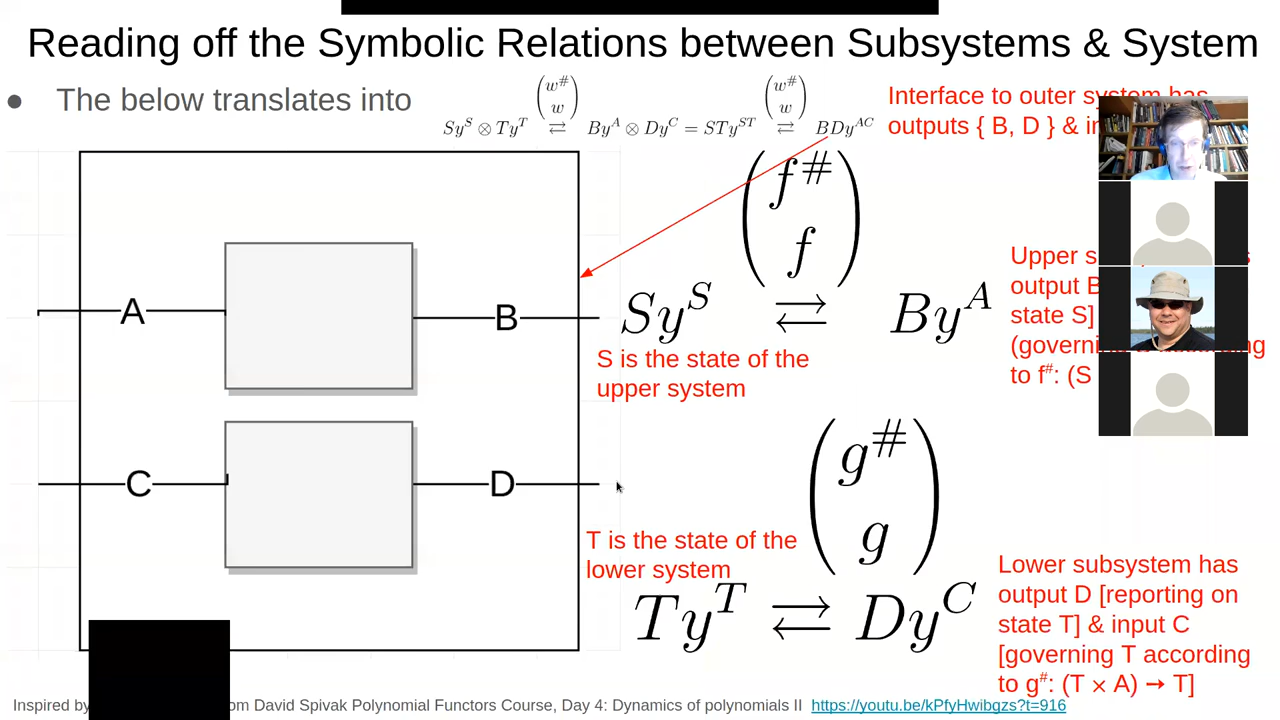 Reading off the Symbolic Relations between Subsystems & System
● The below translates into
(w# w) (w# w)
Sy^S ⊗ Ty^T ⇄ By^A ⊗ Dy^C = STy^ST ⇄ BDy^AC
Interface to outer system has
outputs { B, D } &
(f# f)
Sy^S ⇄ By^A
A
B
S is the state of the
upper system
Upper
output B
state S]
to f#: (S
C
D
(g# g)
T is the state of the
lower system
Ty^T ⇄ Dy^C
Lower subsystem has
output D [reporting on
state T] & input C
[governing T according
to g#: (T × A) → T]
Inspired by David Spivak Polynomial Functors Course, Day 4: Dynamics of polynomials II https://youtu.be/kPfyHwibgzs?t=916